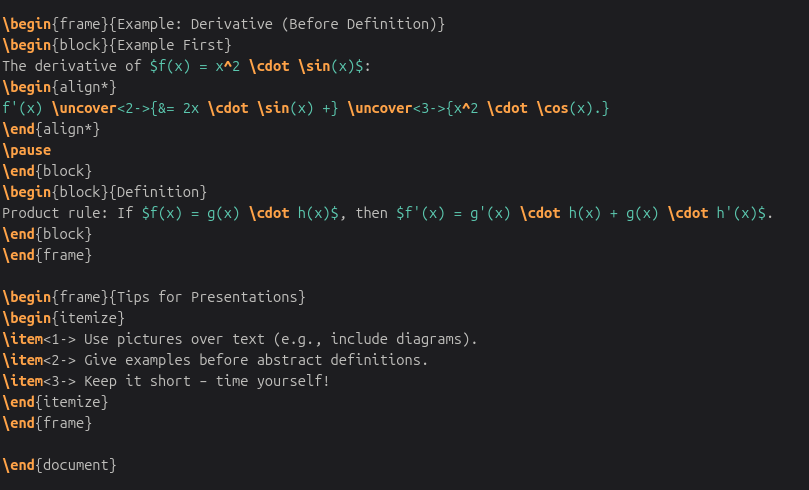 \begin{frame}{Example: Derivative (Before Definition)}
\begin{block}{Example First}
The derivative of $f(x) = x^2 \cdot \sin(x)$:
\begin{align*}
f'(x) \uncover<2->{&= 2x \cdot \sin(x) +} \uncover<3->{x^2 \cdot \cos(x).}
\end{align*}
\pause
\end{block}
\begin{block}{Definition}
Product rule: If $f(x) = g(x) \cdot h(x)$, then $f'(x) = g'(x) \cdot h(x) + g(x) \cdot h'(x)$.
\end{block}
\end{frame}

\begin{frame}{Tips for Presentations}
\begin{itemize}
\item<1-> Use pictures over text (e.g., include diagrams).
\item<2-> Give examples before abstract definitions.
\item<3-> Keep it short – time yourself!
\end{itemize}
\end{frame}

\end{document}